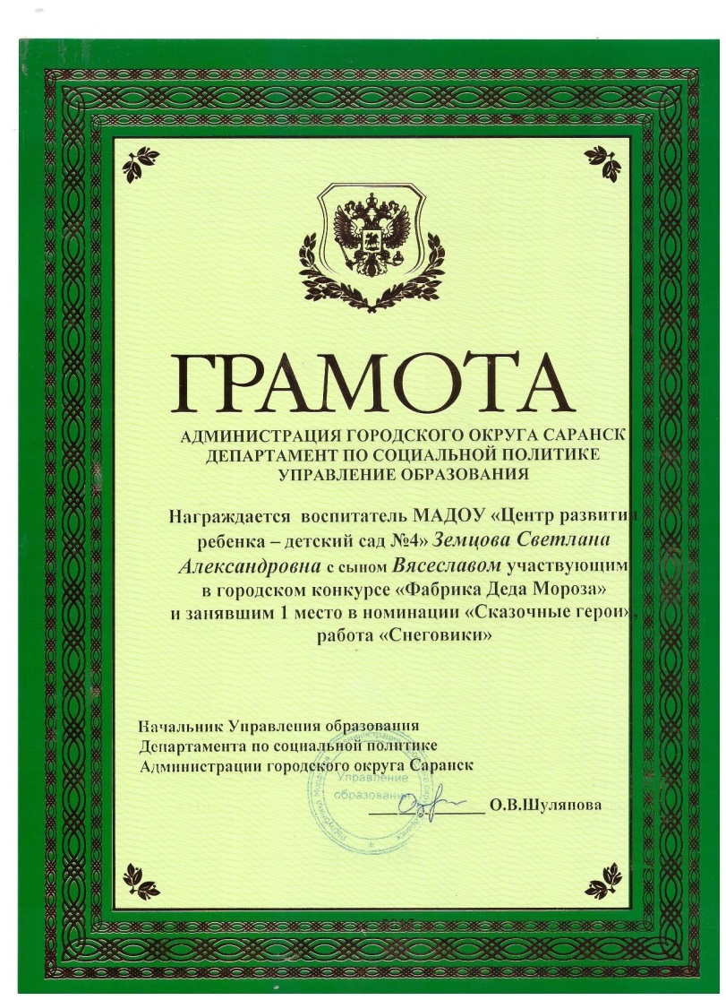 ГРАМОТА
АДМИНИСТРАЦИЯ ГОРОДСКОГО ОКРУГА САРАНСК
ДЕПАРТАМЕНТ ПО СОЦИАЛЬНОЙ ПОЛИТИКЕ
УПРАВЛЕНИЕ ОБРАЗОВАНИЯ
Награждается воспитатель МАДОУ «Центр развития
ребенка – детский сад №4» Земцова Светлана
Александровна с сыном Вясеславом участвующим
в городском конкурсе «Фабрика Деда Мороза»
и занявшим 1 место в номинации «Сказочные герои»,
работа «Снеговики»
Начальник Управления образования
Департамента по социальной политике
Администрации городского округа Саранск
Управление
образования
О.В.Шуляпова